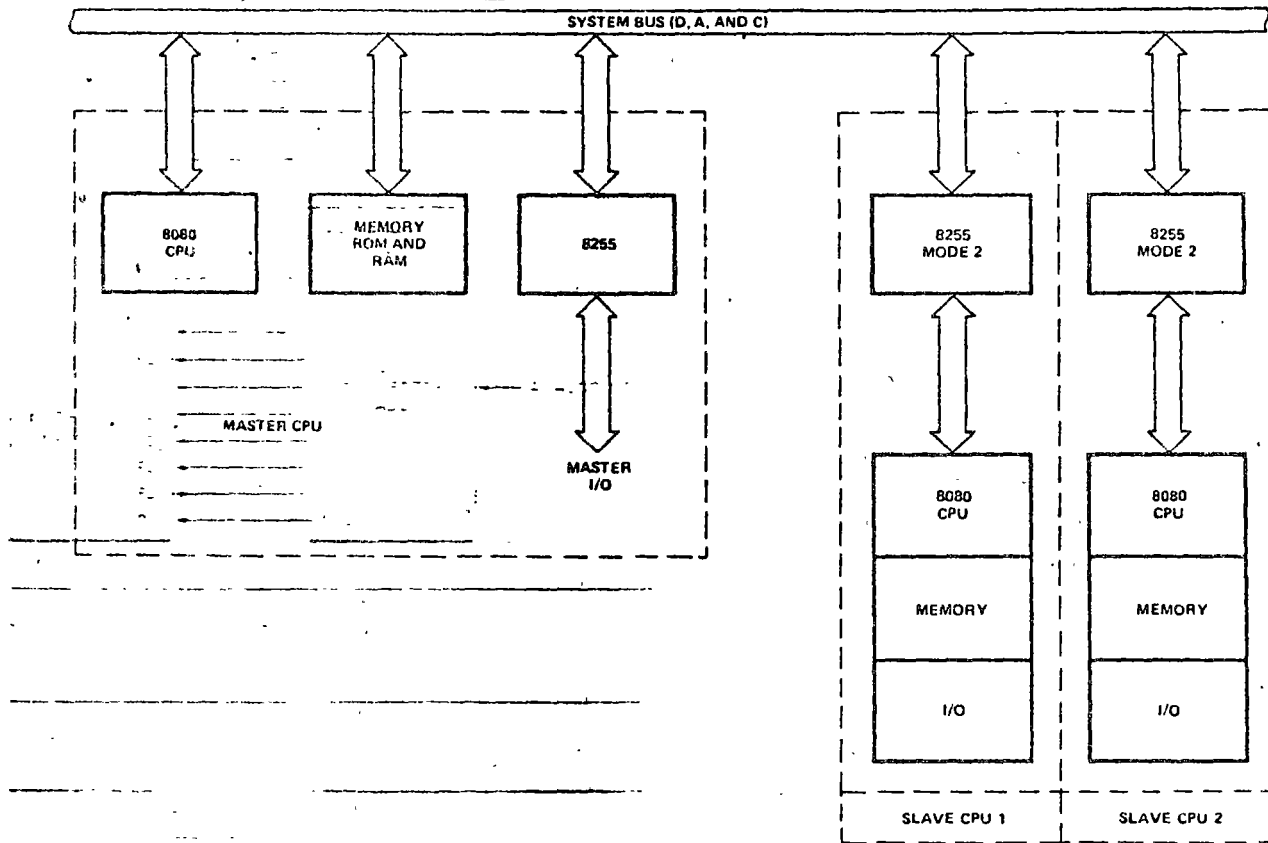 SYSTEM BUS (D, A, AND C)
8080
CPU
MEMORY
ROM AND
RAM
8255
8255
MODE 2
8255
MODE 2
MASTER CPU
MASTER
I/O
8080
CPU
8080
CPU
MEMORY
MEMORY
I/O
I/O
SLAVE CPU 1
SLAVE CPU 2